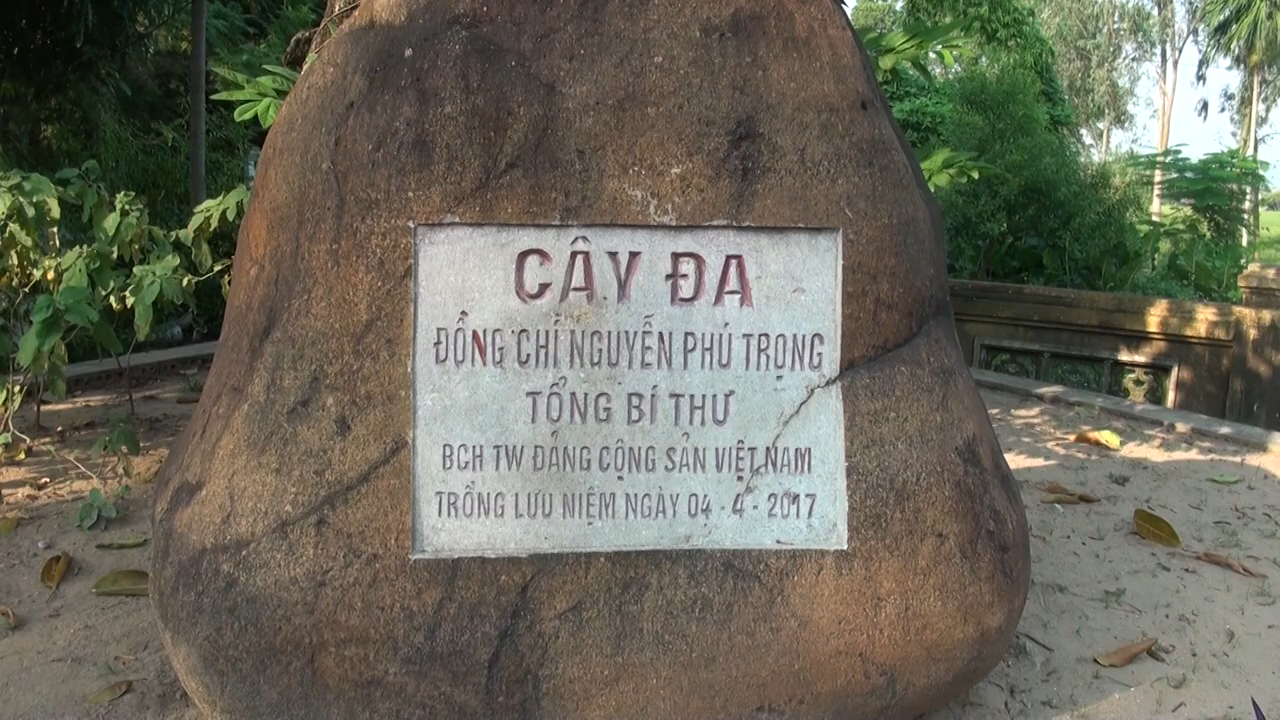 CÂY ĐA
ĐỒNG CHÍ NGUYỄN PHÚ TRỌNG
TỔNG BÍ THƯ
BCH TW ĐẢNG CỘNG SẢN VIỆT NAM
TRỒNG LƯU NIỆM NGÀY 04 - 4 - 2017